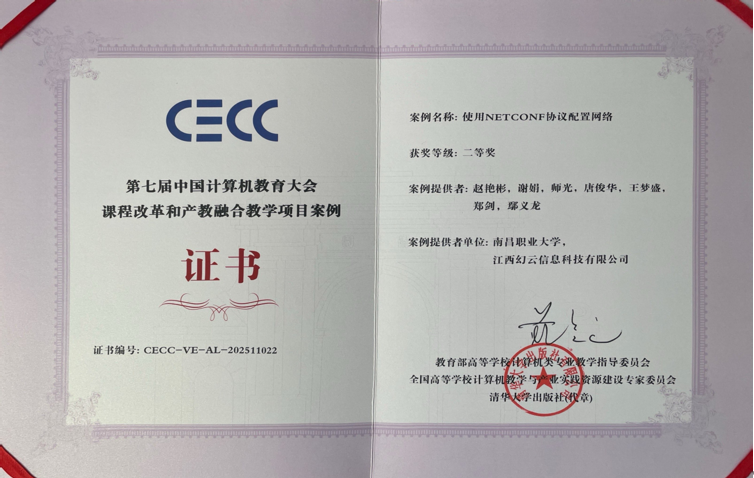 CECC
第七届中国计算机教育大会
课程改革和产教融合教学项目案例
证书
证书编号: CECC-VE-AL-202511022
案例名称: 使用NETCONF协议配置网络
获奖等级: 二等奖
案例提供者: 赵艳彬，谢娟，师光，唐俊华，王梦盛，
郑剑，鄢义龙
案例提供者单位: 南昌职业大学，
江西幻云信息科技有限公司
教育部高等学校计算机类专业教学指导委员会
全国高等学校计算机教学与产业实践资源建设专家委员会
清华大学出版社(代章)